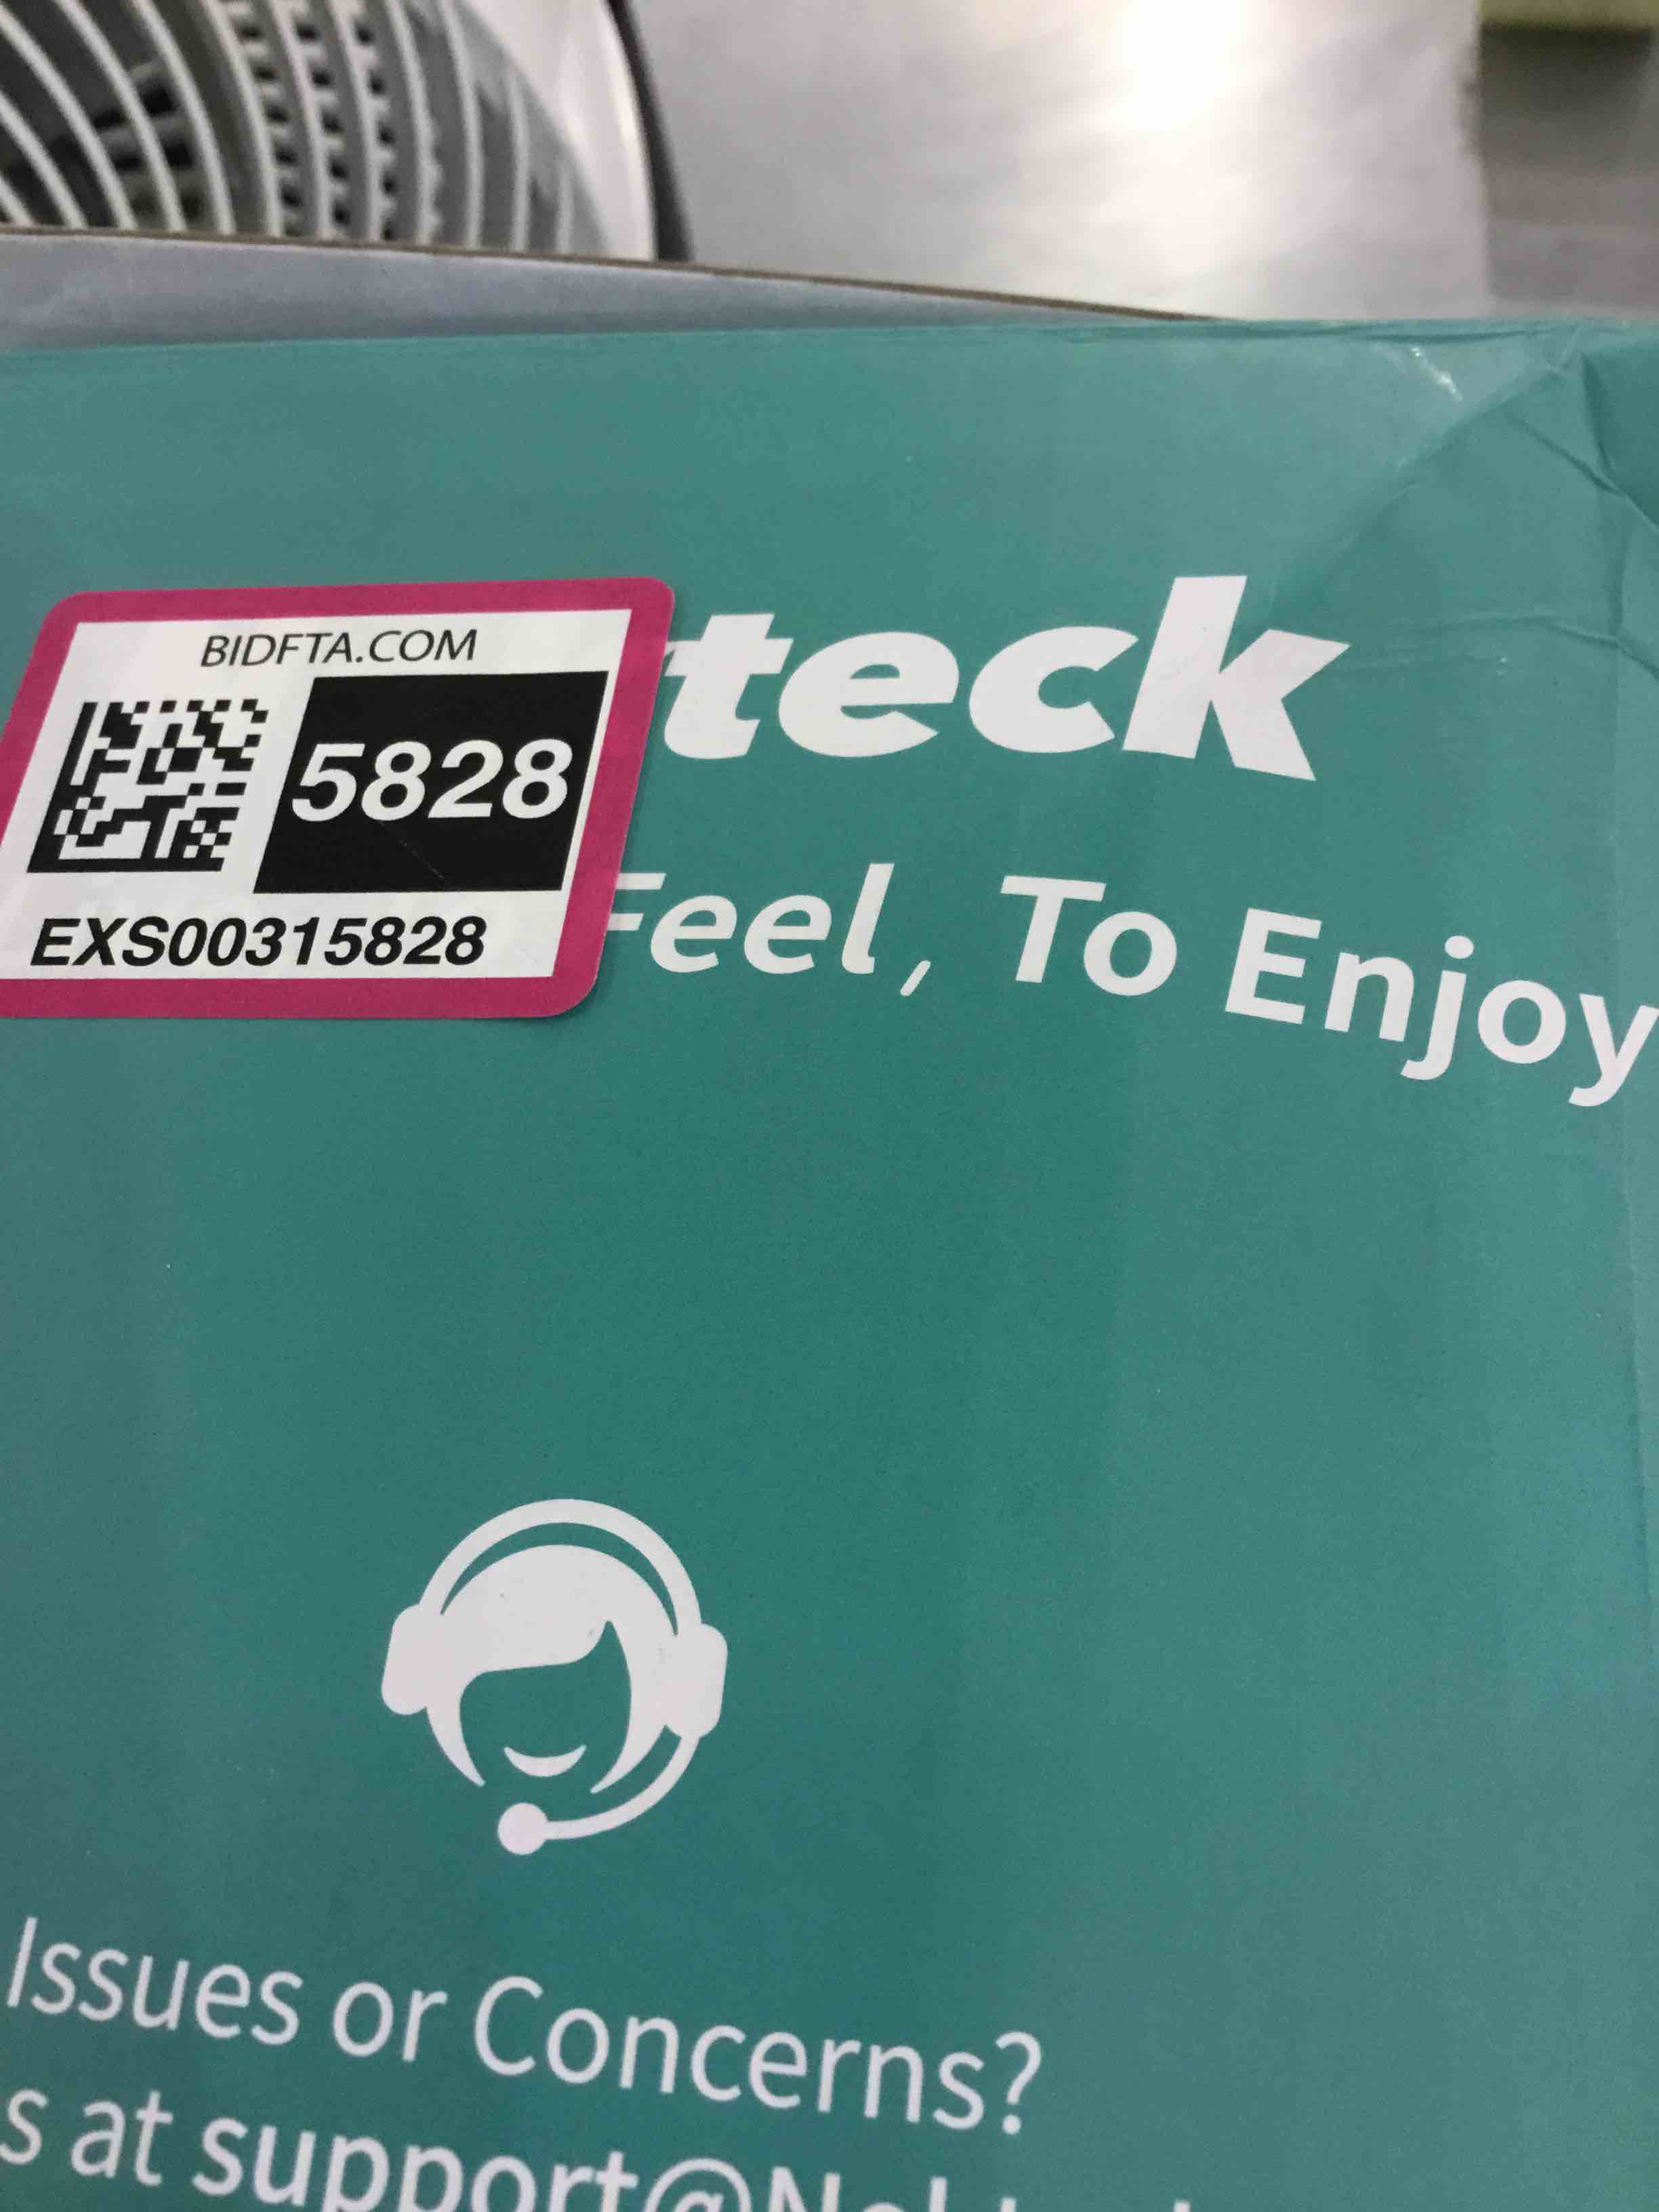 BIDFTA.COM
5828
EXS00315828
teck
Feel, To Enjoy
Issues or Concerns?
s at support@